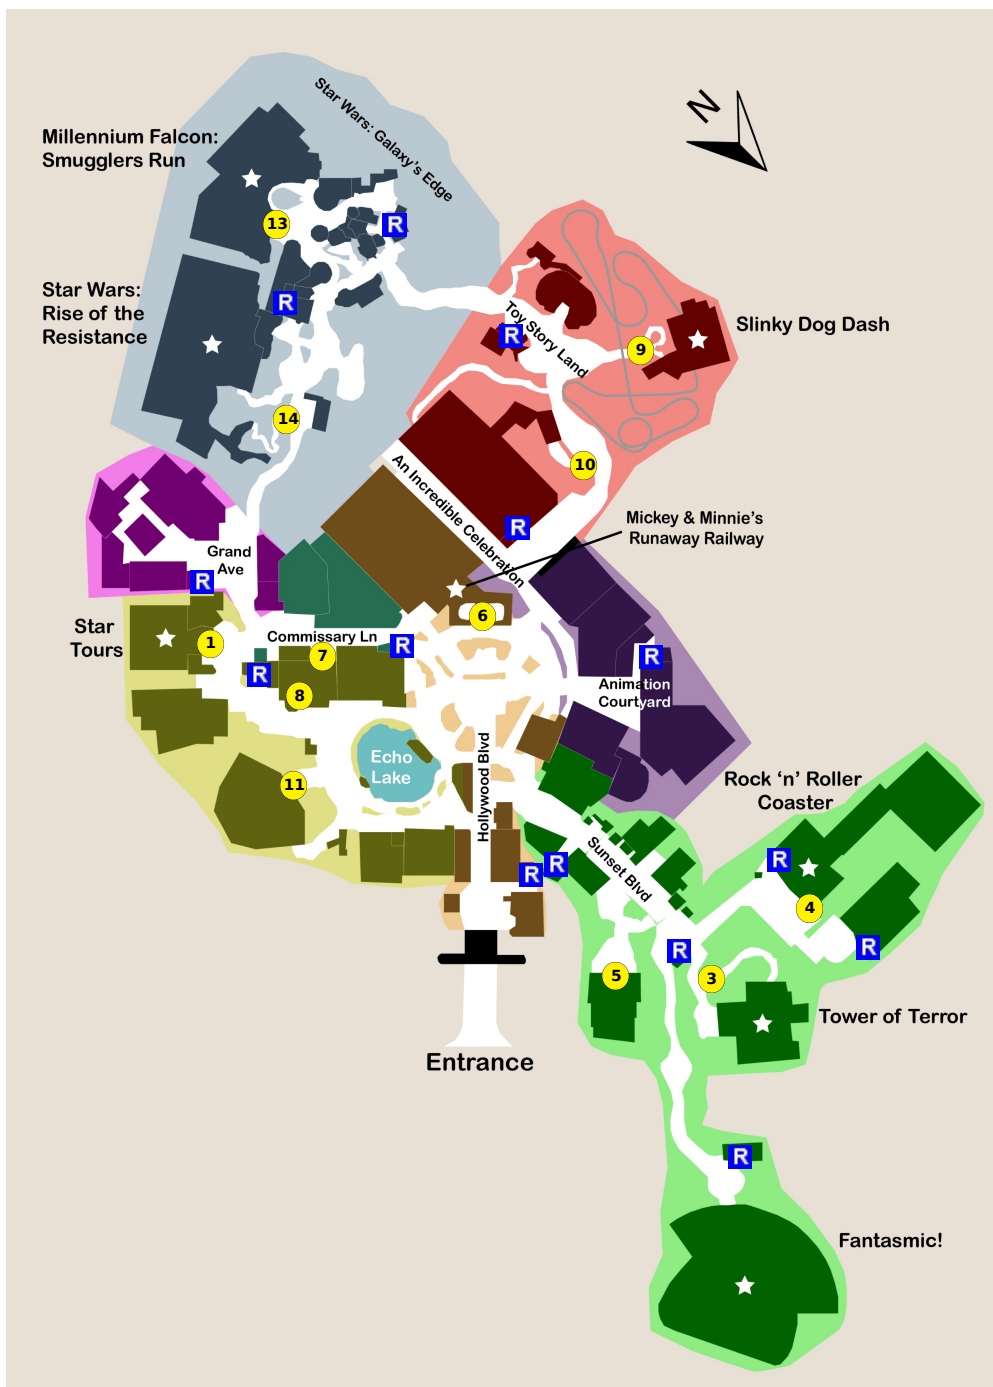 N
Star Wars: Galaxy's Edge
Millennium Falcon:
Smugglers Run
13
R
Star Wars:
Rise of the
Resistance
R
14
Toy Story Land
R
9
Slinky Dog Dash
10
An Incredible Celebration
R
Mickey & Minnie's
Runaway Railway
Grand
Ave
R
6
Star
Tours
1
Commissary Ln
7
R
R
8
R
Animation
Courtyard
Echo
Lake
11
Hollywood Blvd
Rock 'n' Roller
Coaster
Sunset Blvd
R
R
R
4
R
R
5
3
Tower of Terror
Entrance
R
Fantasmic!